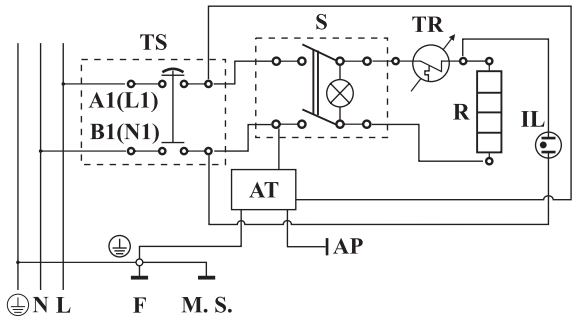 TS
S
TR
A1(L1)
B1(N1)
R
IL
AT
AP
N L
F
M. S.